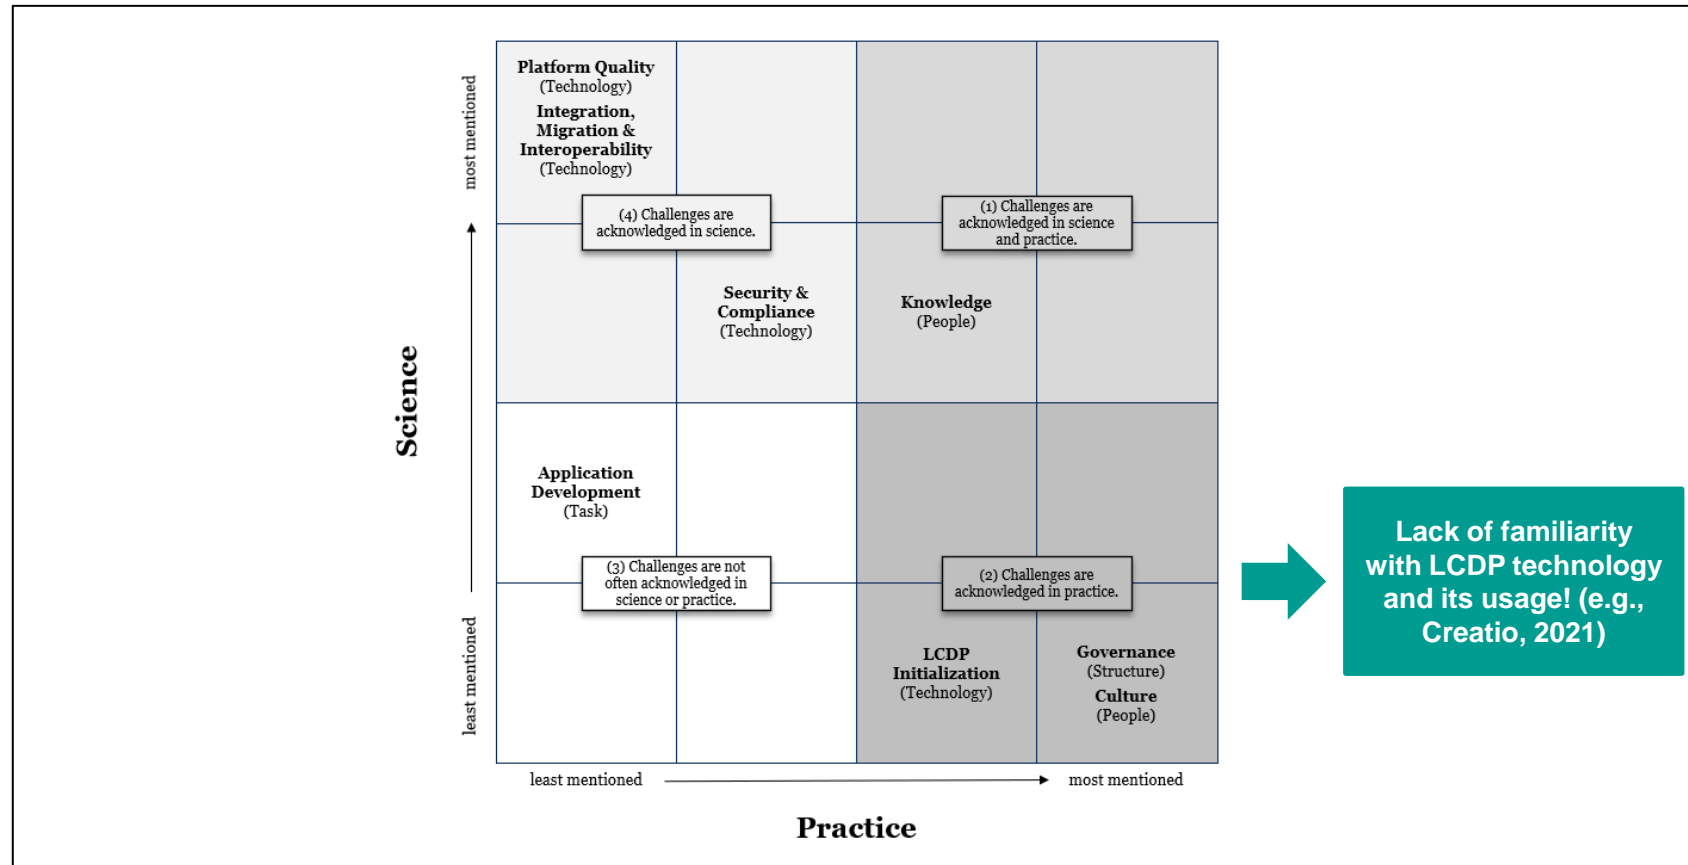 Platform Quality
(Technology)
Integration,
Migration &
Interoperability
(Technology)
most mentioned
(4) Challenges are
acknowledged in science.
(1) Challenges are
acknowledged in science
and practice.
Security &
Compliance
(Technology)
Knowledge
(People)
Science
Application
Development
(Task)
(3) Challenges are not
often acknowledged in
science or practice.
(2) Challenges are
acknowledged in practice.
Lack of familiarity
with LCDP technology
and its usage! (e.g.,
Creatio, 2021)
least mentioned
LCDP
Initialization
(Technology)
Governance
(Structure)
Culture
(People)
least mentioned
most mentioned
Practice